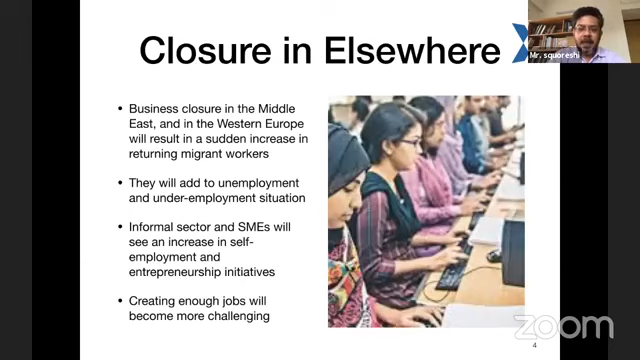 Closure in Elsewhere
Mr. squoreshi
• Business closure in the Middle
East, and in the Western Europe
will result in a sudden increase in
returning migrant workers
• They will add to unemployment
and under-employment situation
• Informal sector and SMEs will
see an increase in self-
employment and
entrepreneurship initiatives
• Creating enough jobs will
become more challenging
zoom
4